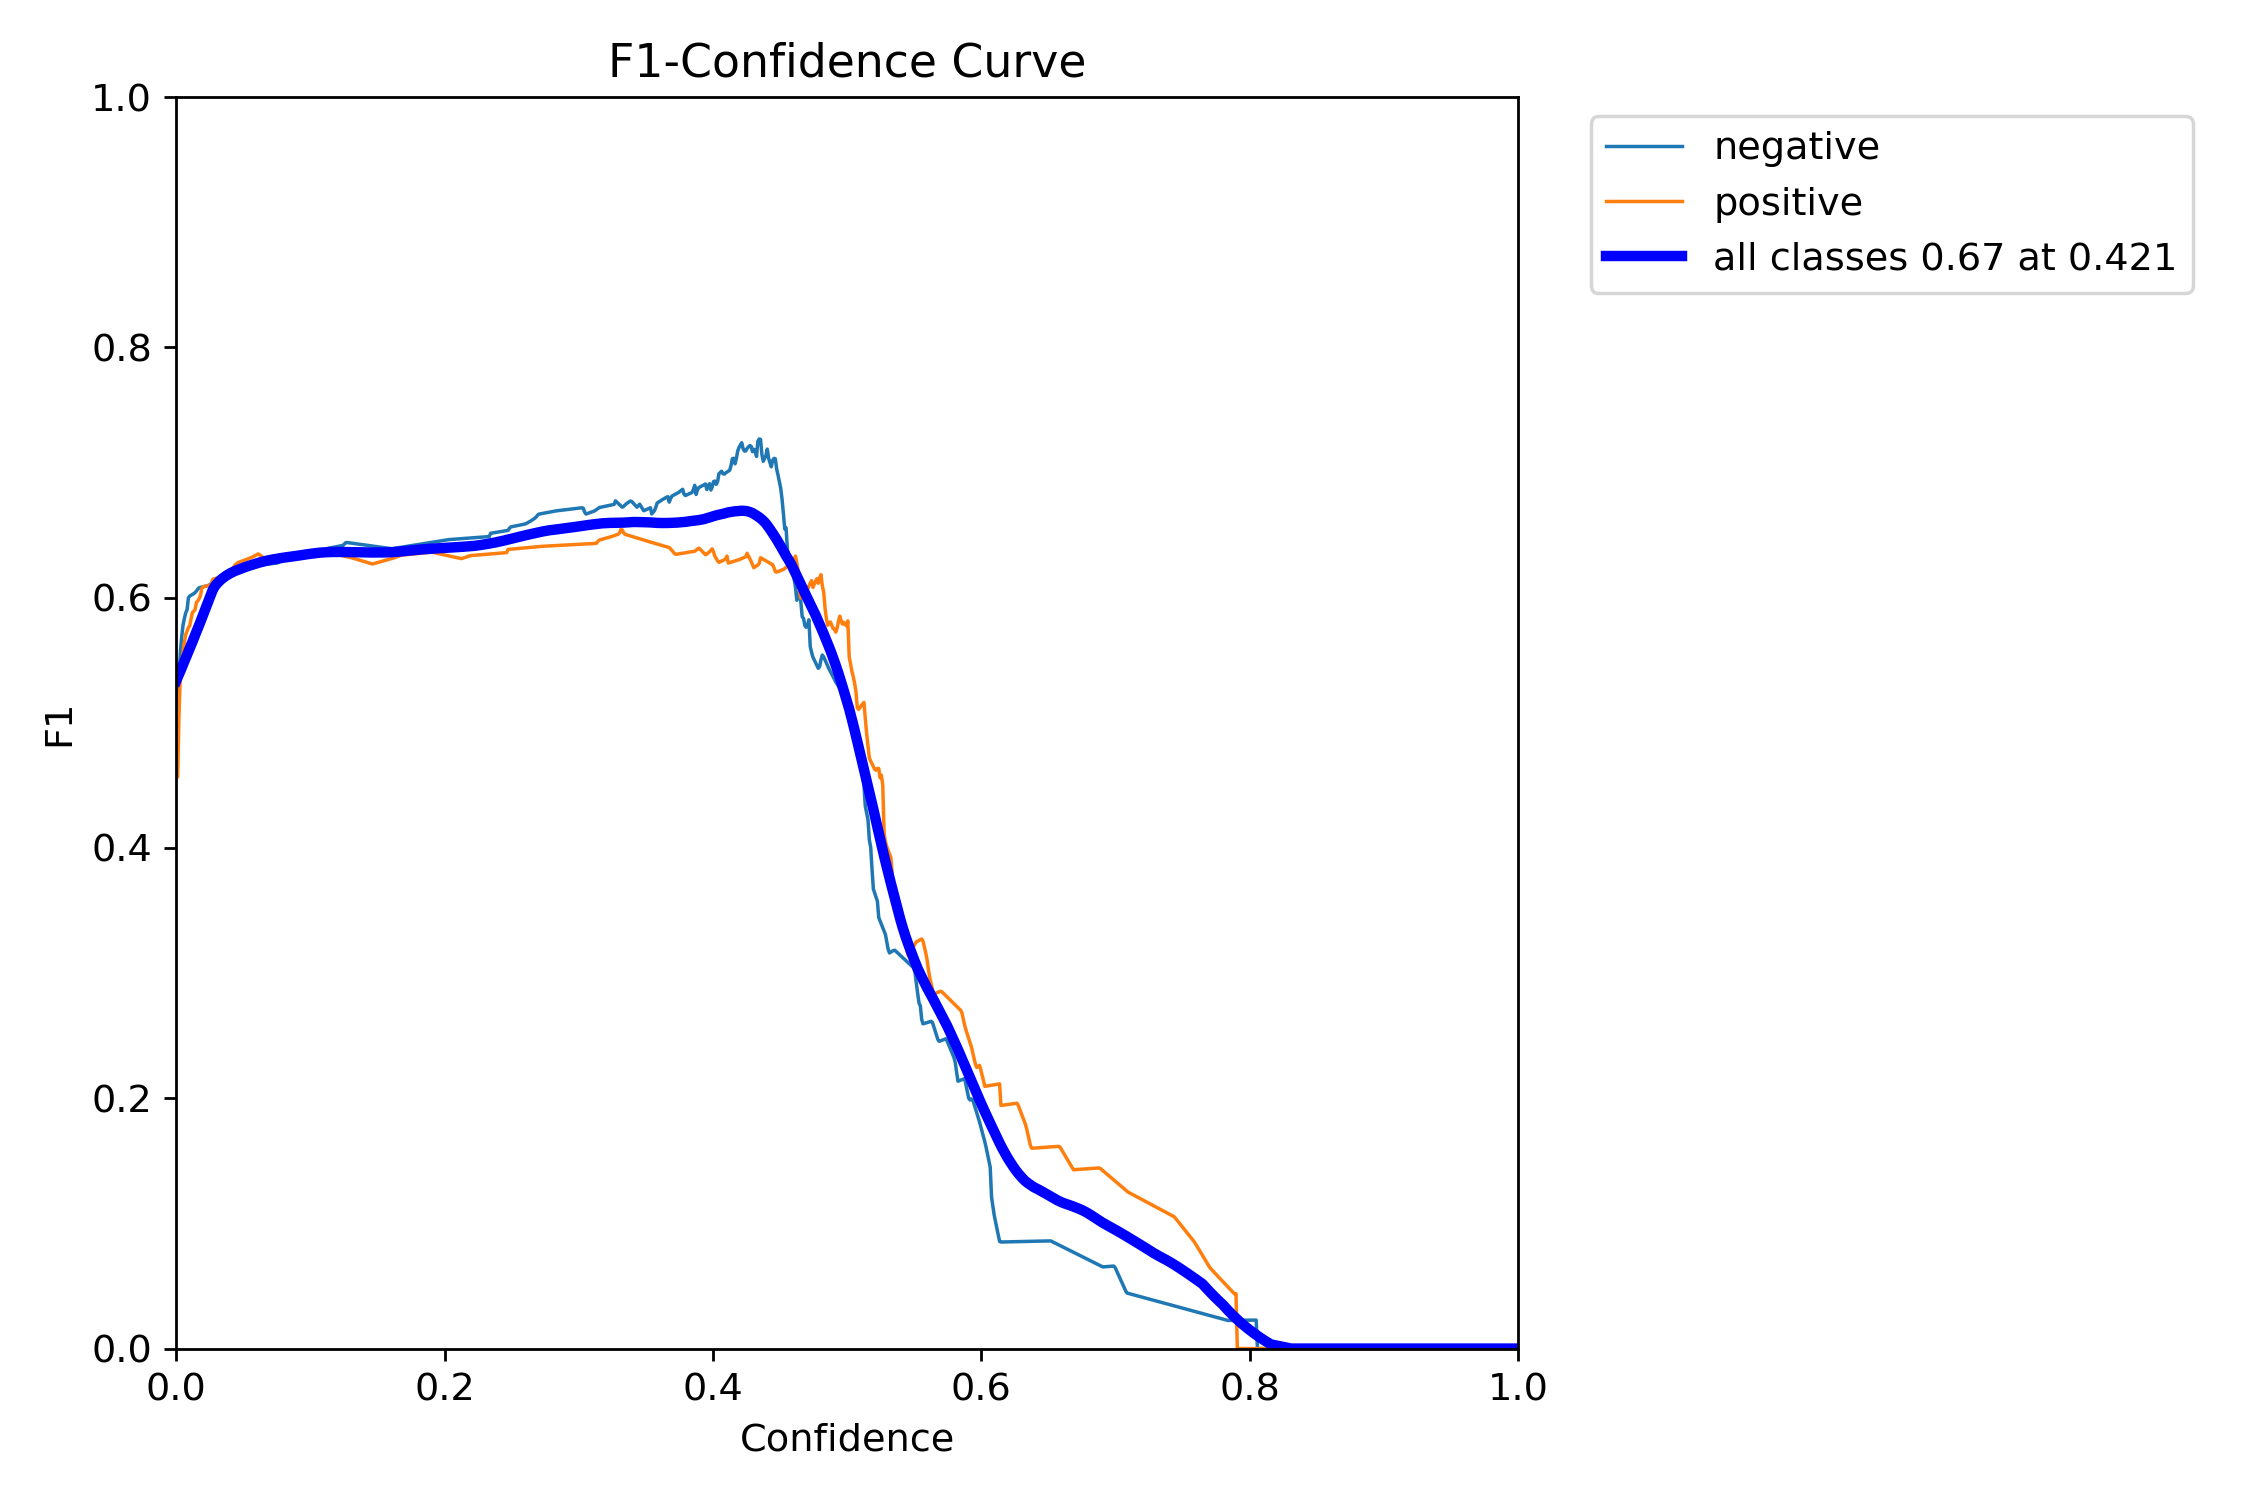 F1-Confidence Curve
1.0
0.8
0.6
0.4
0.2
0.0
F1
0.0 0.2 0.4 0.6 0.8 1.0
Confidence
negative
positive
all classes 0.67 at 0.421